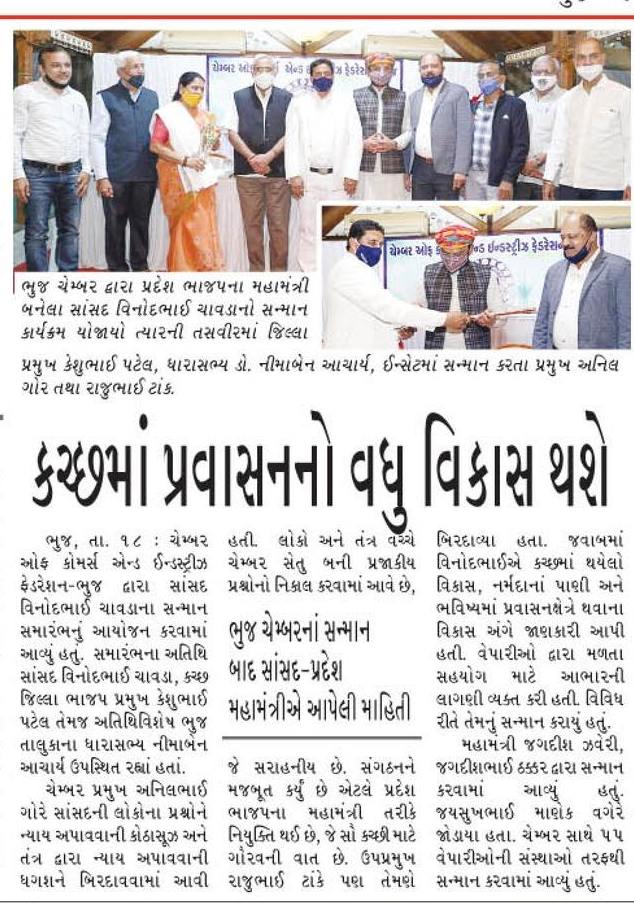 ચેમ્બર ઓફ કો
એન્ડ ઈન્ડસ્ટ્રીઝ ફેડરેશન
ચેમ્બર ઓફ ક
એન્ડ ઈન્ડસ્ટ્રીઝ ફેડરેશન
ભુજ ચેમ્બર દ્વારા પ્રદેશ ભાજપના મહામંત્રી
બનેલા સાંસદ વિનોદભાઈ ચાવડાનો સન્માન
કાર્યક્રમ યોજાયો ત્યારની તસવીરમાં જિલ્લા
પ્રમુખ કેશુભાઈ પટેલ, ધારાસભ્ય ડો. નીમાબેન આચાર્ય, ઈન્સેટમાં સન્માન કરતા પ્રમુખ અનિલ
ગોર તથા રાજુભાઈ ટાંક.
કચ્છમાં પ્રવાસનનો વધુ વિકાસ થશે
ભુજ, તા. ૧૮ : ચેમ્બર
ઓફ કોમર્સ એન્ડ ઈન્ડસ્ટ્રીઝ
ફેડરેશન-ભુજ દ્વારા સાંસદ
વિનોદભાઈ ચાવડાના સન્માન
સમારંભનું આયોજન કરવામાં
આવ્યું હતું. સમારંભના અતિથિ
સાંસદ વિનોદભાઈ ચાવડા, કચ્છ
જિલ્લા ભાજપ પ્રમુખ કેશુભાઈ
પટેલ તેમજ અતિથિવિશેષ ભુજ
તાલુકાના ધારાસભ્ય નીમાબેન
આચાર્ય ઉપસ્થિત રહ્યાં હતાં.
ચેમ્બર પ્રમુખ અનિલભાઈ
ગોરે સાંસદની લોકોના પ્રશ્નોને
ન્યાય અપાવવાની કોઠાસૂઝ અને
તંત્ર દ્વારા ન્યાય અપાવવાની
ધગશને બિરદાવવામાં આવી
હતી. લોકો અને તંત્ર વચ્ચે
ચેમ્બર સેતુ બની પ્રજાકીય
પ્રશ્નોનો નિકાલ કરવામાં આવે છે,
ભુજ ચેમ્બરનાં સન્માન
બાદ સાંસદ-પ્રદેશ
મહામંત્રીએ આપેલી માહિતી
જે સરાહનીય છે. સંગઠનને
મજબૂત કર્યું છે એટલે પ્રદેશ
ભાજપના મહામંત્રી તરીકે
નિયુક્તિ થઈ છે, જે સૌ કચ્છી માટે
ગૌરવની વાત છે. ઉપપ્રમુખ
રાજુભાઈ ટાંકે પણ તેમણે
બિરદાવ્યા હતા. જવાબમાં
વિનોદભાઈએ કચ્છમાં થયેલો
વિકાસ, નર્મદાનાં પાણી અને
ભવિષ્યમાં પ્રવાસનક્ષેત્રે થવાના
વિકાસ અંગે જાણકારી આપી
હતી. વેપારીઓ દ્વારા મળતા
સહયોગ માટે આભારની
લાગણી વ્યક્ત કરી હતી. વિવિધ
રીતે તેમનું સન્માન કરાયું હતું.
મહામંત્રી જગદીશ ઝવેરી,
જગદીશભાઈ ઠક્કર દ્વારા સન્માન
કરવામાં આવ્યું હતું.
જયસુખભાઈ માણેક વગેરે
જોડાયા હતા. ચેમ્બર સાથે ૫૫
વેપારીઓની સંસ્થાઓ તરફથી
સન્માન કરવામાં આવ્યું હતું.